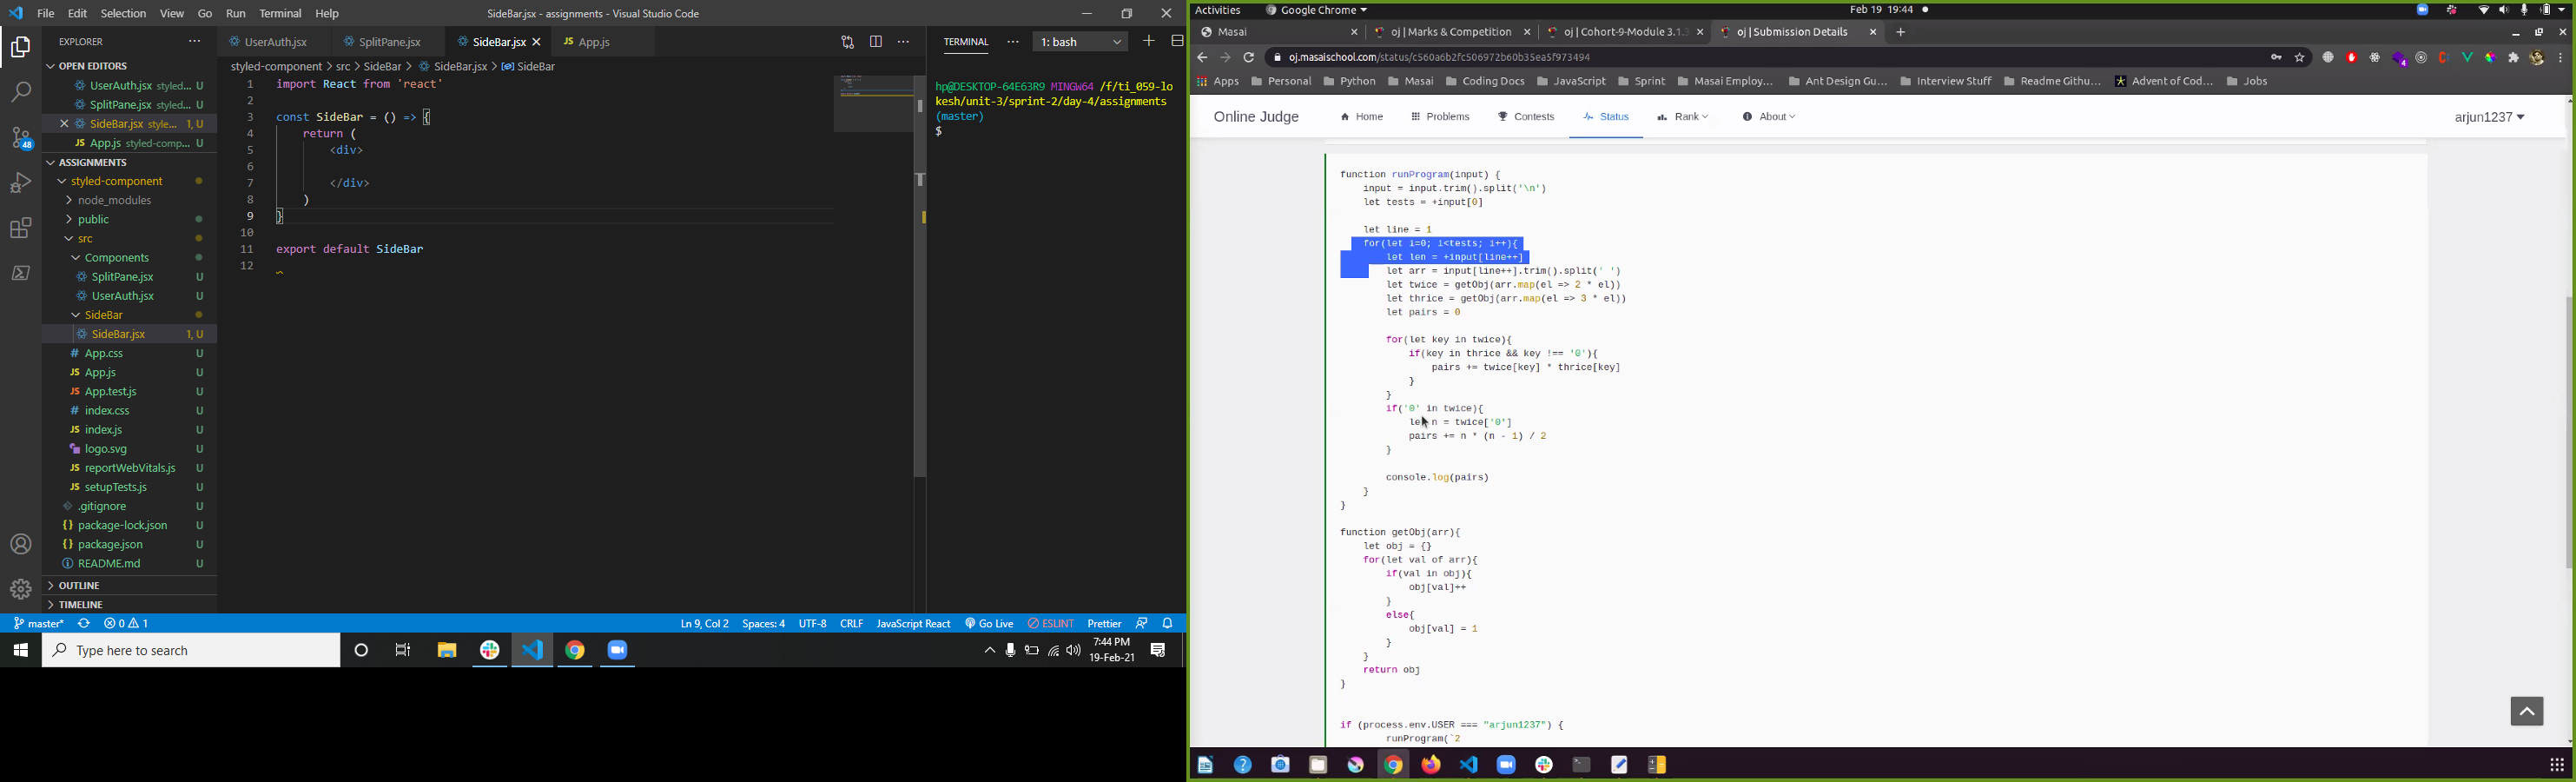 File Edit Selection View Go Run Terminal Help
SideBar.jsx - assignments - Visual Studio Code
EXPLORER
OPEN EDITORS
UserAuth.jsx styled... U
SplitPane.jsx styled... U
SideBar.jsx style... 1, U
App.js styled-comp... U
ASSIGNMENTS
styled-component
node_modules
public
src
Components
SplitPane.jsx U
UserAuth.jsx U
SideBar
SideBar.jsx 1, U
App.css U
App.js U
App.test.js U
index.css U
index.js U
logo.svg U
reportWebVitals.js U
setupTests.js U
.gitignore U
package-lock.json U
package.json U
README.md U
OUTLINE
TIMELINE
48
UserAuth.jsx SplitPane.jsx SideBar.jsx App.js
styled-component > src > SideBar > SideBar.jsx > SideBar
1 import React from 'react'
2
3 const SideBar = () => {
4 return (
5 <div>
6
7 </div>
8 )
9 }
10
11 export default SideBar
12
TERMINAL 1: bash
hp@DESKTOP-64E63R9 MINGW64 /f/ti_059-lo
kesh/unit-3/sprint-2/day-4/assignments
(master)
$
master* 0 1 Ln 9, Col 2 Spaces: 4 UTF-8 CRLF JavaScript React Go Live ESLINT Prettier
Type here to search
7:44 PM
19-Feb-21
Activities Google Chrome Feb 19 19:44
Masai oj | Marks & Competition oj | Cohort-9-Module 3.1.3 oj | Submission Details
oj.masaischool.com/status/c560a6b2fc506972b60b35ea5f973494
Apps Personal Python Masai Coding Docs JavaScript Sprint Masai Employ... Ant Design Gu... Interview Stuff Readme Githu... Advent of Cod... Jobs
Online Judge Home Problems Contests Status Rank About arjun1237
function runProgram(input) {
input = input.trim().split('\n')
let tests = +input[0]
let line = 1
for(let i=0; i<tests; i++){
let len = +input[line++]
let arr = input[line++].trim().split(' ')
let twice = getObj(arr.map(el => 2 * el))
let thrice = getObj(arr.map(el => 3 * el))
let pairs = 0
for(let key in twice){
if(key in thrice && key !== '0'){
pairs += twice[key] * thrice[key]
}
}
if('0' in twice){
let n = twice['0']
pairs += n * (n - 1) / 2
}
console.log(pairs)
}
}
function getObj(arr){
let obj = {}
for(let val of arr){
if(val in obj){
obj[val]++
}
else{
obj[val] = 1
}
}
return obj
}
if (process.env.USER === "arjun1237") {
runProgram(`2